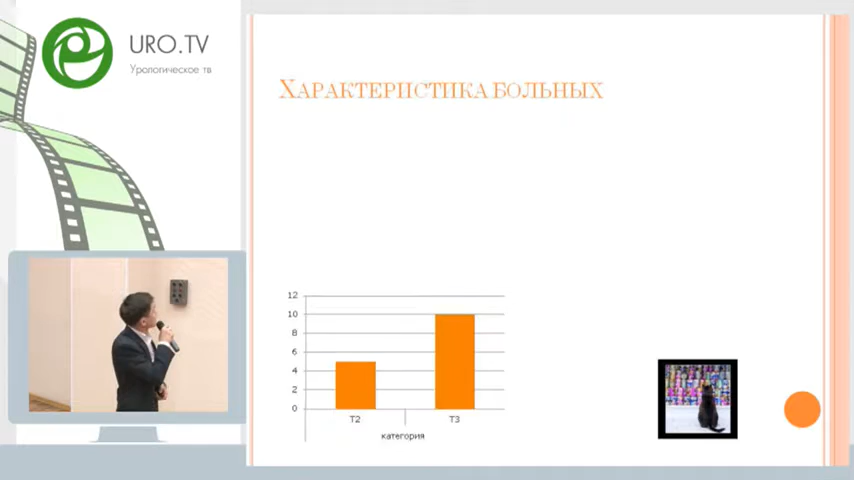 URO.TV
Урологическое тв
ХАРАКТЕРИСТИКА БОЛЬНЫХ
12
10
8
6
4
2
0
T2
T3
категория